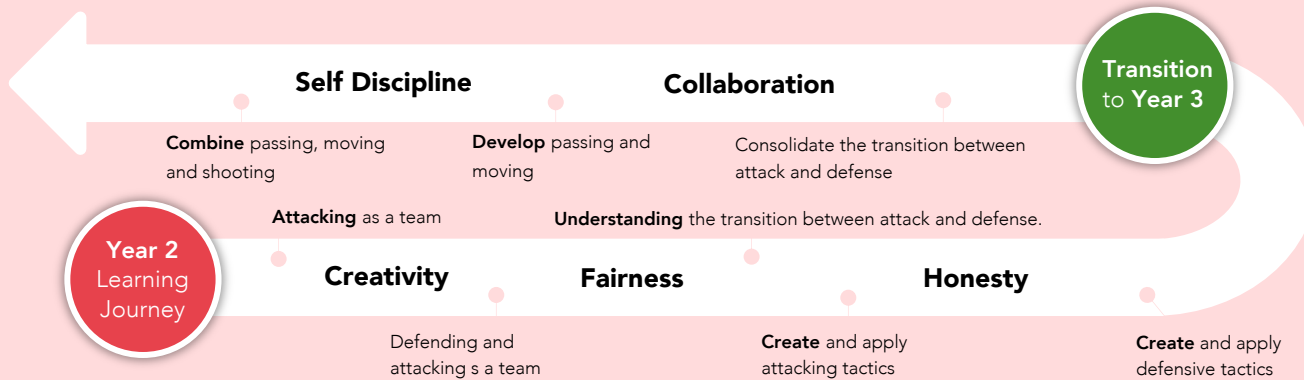 Self Discipline
Collaboration
Transition
to Year 3
Combine passing, moving
and shooting
Develop passing and
moving
Consolidate the transition between
attack and defense
Attacking as a team
Understanding the transition between attack and defense.
Year 2
Learning
Journey
Creativity
Fairness
Honesty
Defending and
attacking s a team
Create and apply
attacking tactics
Create and apply
defensive tactics